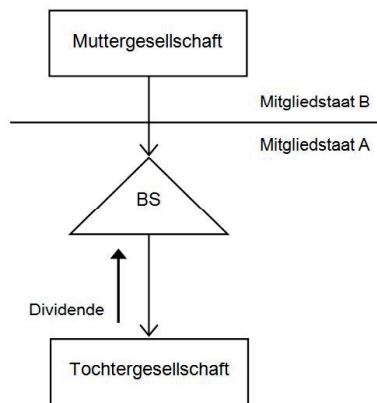 Muttergesellschaft
Mitgliedstaat B
Mitgliedstaat A
BS
Dividende
Tochtergesellschaft